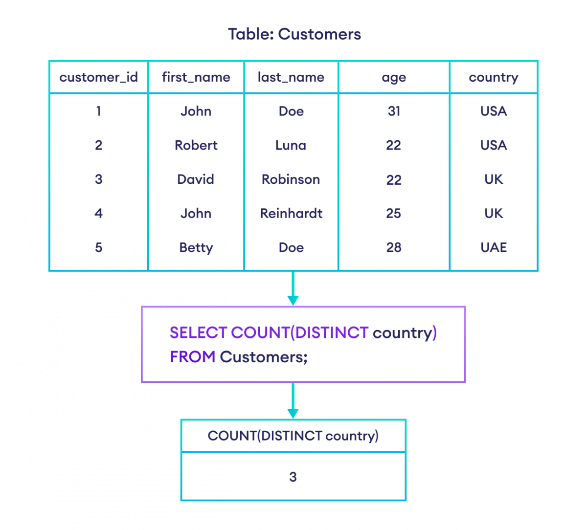 Table: Customers
customer_id first_name last_name age country
1 John Doe 31 USA
2 Robert Luna 22 USA
3 David Robinson 22 UK
4 John Reinhardt 25 UK
5 Betty Doe 28 UAE
SELECT COUNT(DISTINCT country)
FROM Customers;
COUNT(DISTINCT country)
3